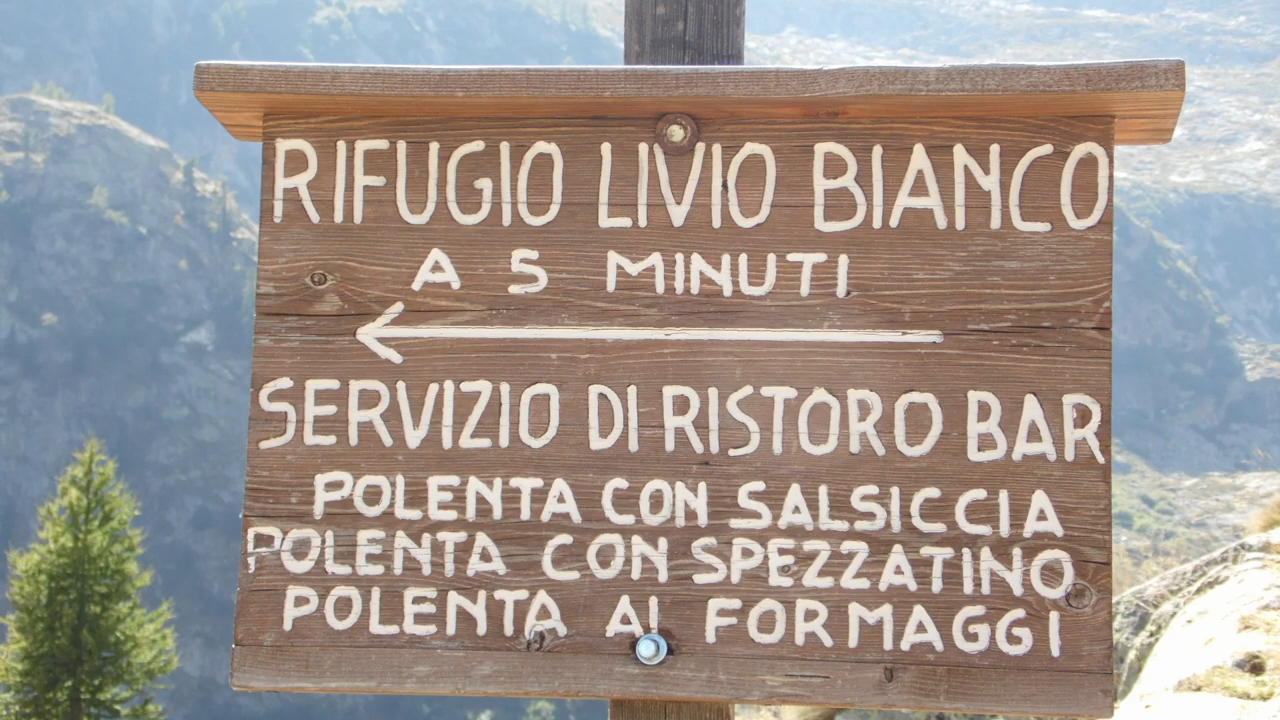 RIFUGIO LIVIO BIANCO
A 5 MINUTI
SERVIZIO DI RISTORO BAR
POLENTA CON SALSICCIA
POLENTA CON SPEZZATINO
POLENTA AI FORMAGGI